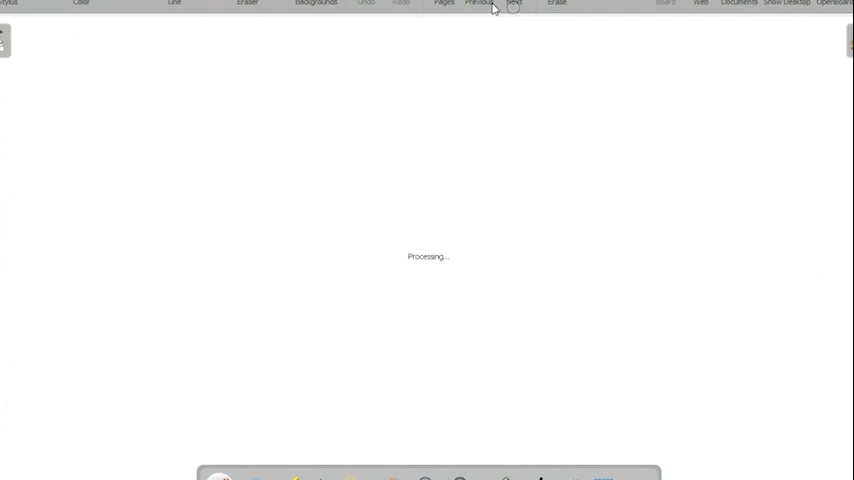 Stylus Color Line Eraser Backgrounds Undo Redo Pages Previous Next Erase Board Web Documents Show Desktop OpenBoard
Processing...